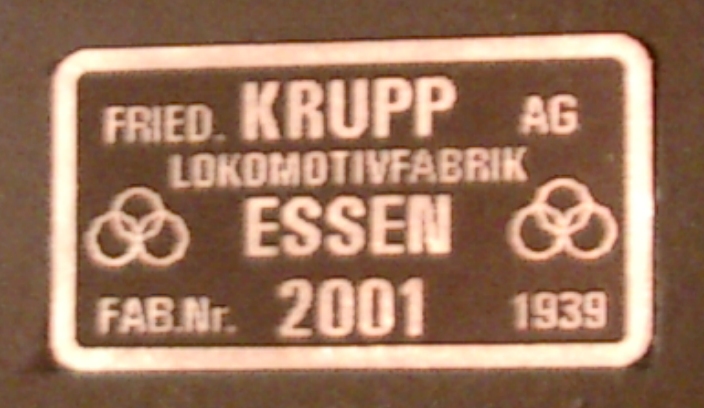 FRIED. KRUPP AG
LOKOMOTIVFABRIK
ESSEN
FAB.Nr. 2001 1939